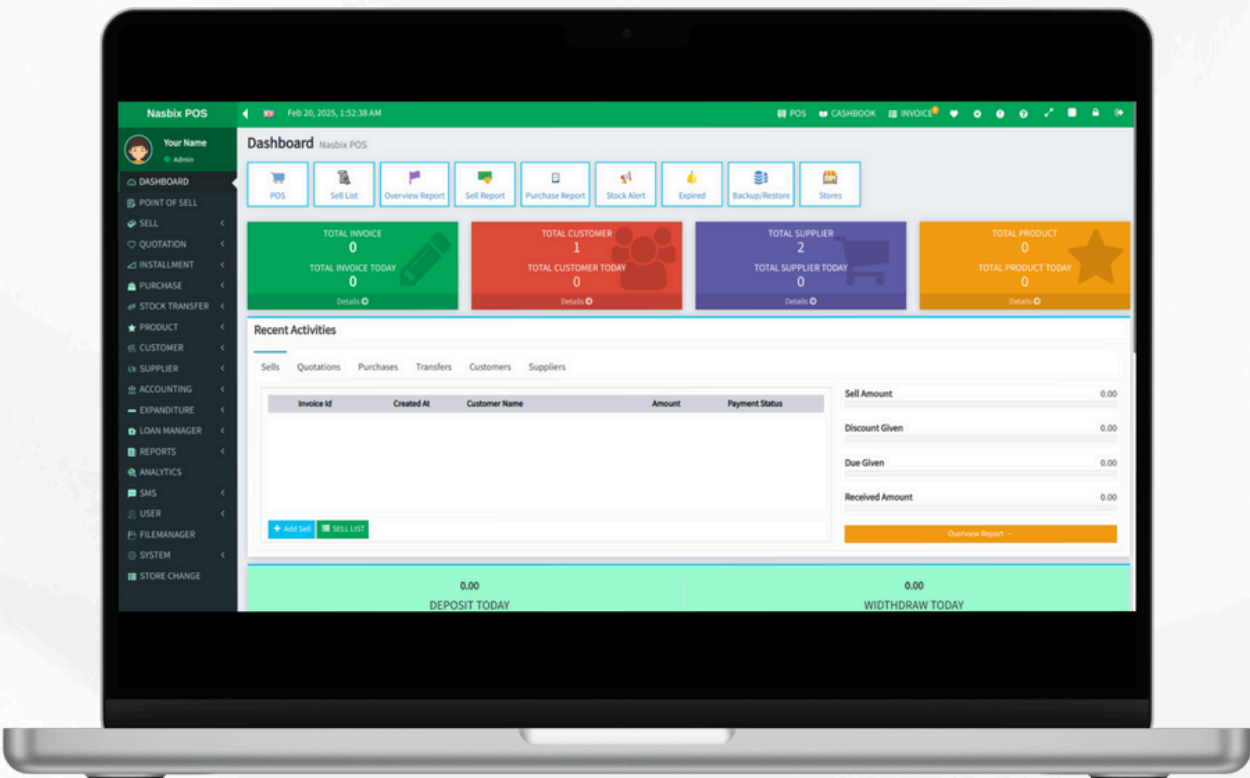 Nasbix POS
Feb 20, 2025, 1:52:38 AM
POS
CASHBOOK
INVOICE
Your Name
Admin
DASHBOARD
POINT OF SELL
SELL
QUOTATION
INSTALLMENT
PURCHASE
STOCK TRANSFER
PRODUCT
CUSTOMER
SUPPLIER
ACCOUNTING
EXPANDITURE
LOAN MANAGER
REPORTS
ANALYTICS
SMS
USER
FILEMANAGER
SYSTEM
STORE CHANGE
Dashboard Nasbix POS
POS
Sell List
Overview Report
Sell Report
Purchase Report
Stock Alert
Expired
Backup/Restore
Stores
TOTAL INVOICE
0
TOTAL INVOICE TODAY
0
Details
TOTAL CUSTOMER
1
TOTAL CUSTOMER TODAY
0
Details
TOTAL SUPPLIER
2
TOTAL SUPPLIER TODAY
0
Details
TOTAL PRODUCT
0
TOTAL PRODUCT TODAY
0
Details
Recent Activities
Sells Quotations Purchases Transfers Customers Suppliers
Invoice Id Created At Customer Name Amount Payment Status
+ Add Sell
SELL LIST
Sell Amount 0.00
Discount Given 0.00
Due Given 0.00
Received Amount 0.00
Overview Report →
0.00
DEPOSIT TODAY
0.00
WIDTHDRAW TODAY